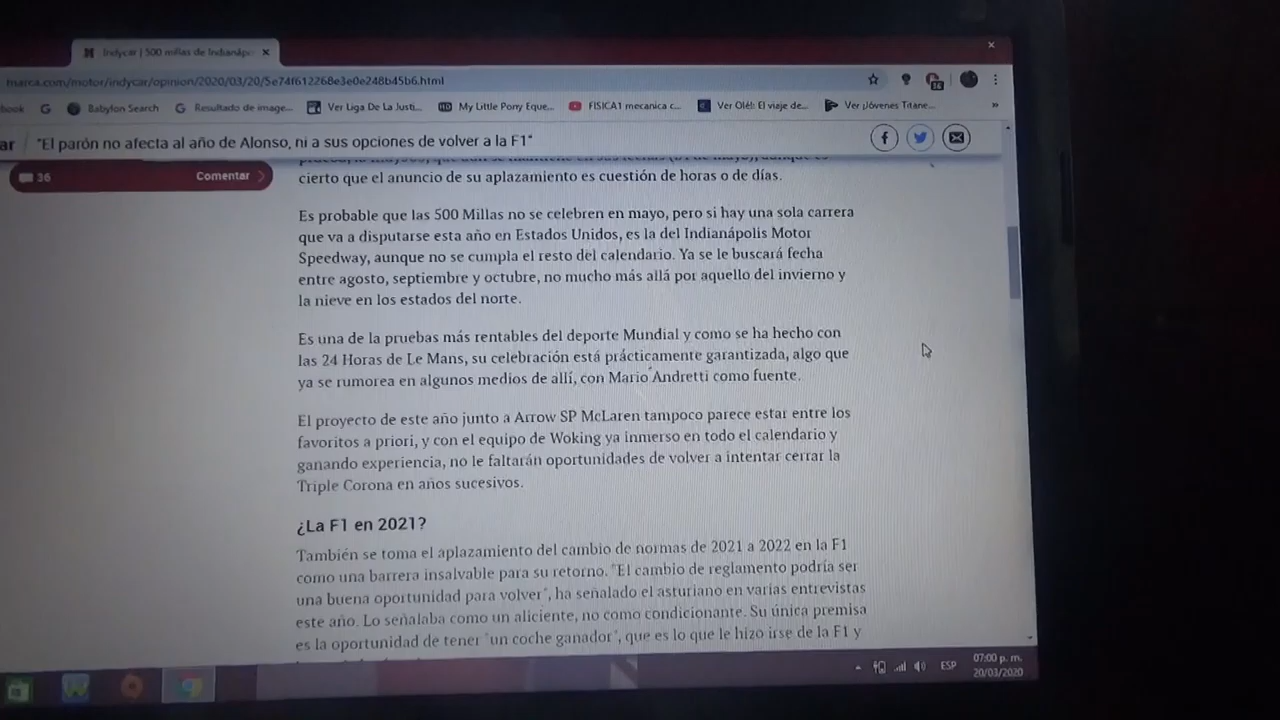 Indycar | 500 millas de Indianáp
marca.com/motor/indycar/opinion/2020/03/20/5e74f612268e3e0e248b45b6.html
book
Babylon Search
Resultado de image...
Ver Liga De La Justi...
My Little Pony Eque...
FISICA1 mecanica c...
Ver Olé!: El viaje de...
Ver ¡Jóvenes Titane...
»
ar / "El parón no afecta al año de Alonso, ni a sus opciones de volver a la F1"
36 Comentar
cierto que el anuncio de su aplazamiento es cuestión de horas o de días.
Es probable que las 500 Millas no se celebren en mayo, pero si hay una sola carrera
que va a disputarse esta año en Estados Unidos, es la del Indianápolis Motor
Speedway, aunque no se cumpla el resto del calendario. Ya se le buscará fecha
entre agosto, septiembre y octubre, no mucho más allá por aquello del invierno y
la nieve en los estados del norte.
Es una de la pruebas más rentables del deporte Mundial y como se ha hecho con
las 24 Horas de Le Mans, su celebración está prácticamente garantizada, algo que
ya se rumorea en algunos medios de allí, con Mario Andretti como fuente.
El proyecto de este año junto a Arrow SP McLaren tampoco parece estar entre los
favoritos a priori, y con el equipo de Woking ya inmerso en todo el calendario y
ganando experiencia, no le faltarán oportunidades de volver a intentar cerrar la
Triple Corona en años sucesivos.
¿La F1 en 2021?
También se toma el aplazamiento del cambio de normas de 2021 a 2022 en la F1
como una barrera insalvable para su retorno. "El cambio de reglamento podría ser
una buena oportunidad para volver", ha señalado el asturiano en varias entrevistas
este año. Lo señalaba como un aliciente, no como condicionante. Su única premisa
es la oportunidad de tener "un coche ganador", que es lo que le hizo irse de la F1 y
ESP
07:00 p. m.
20/03/2020